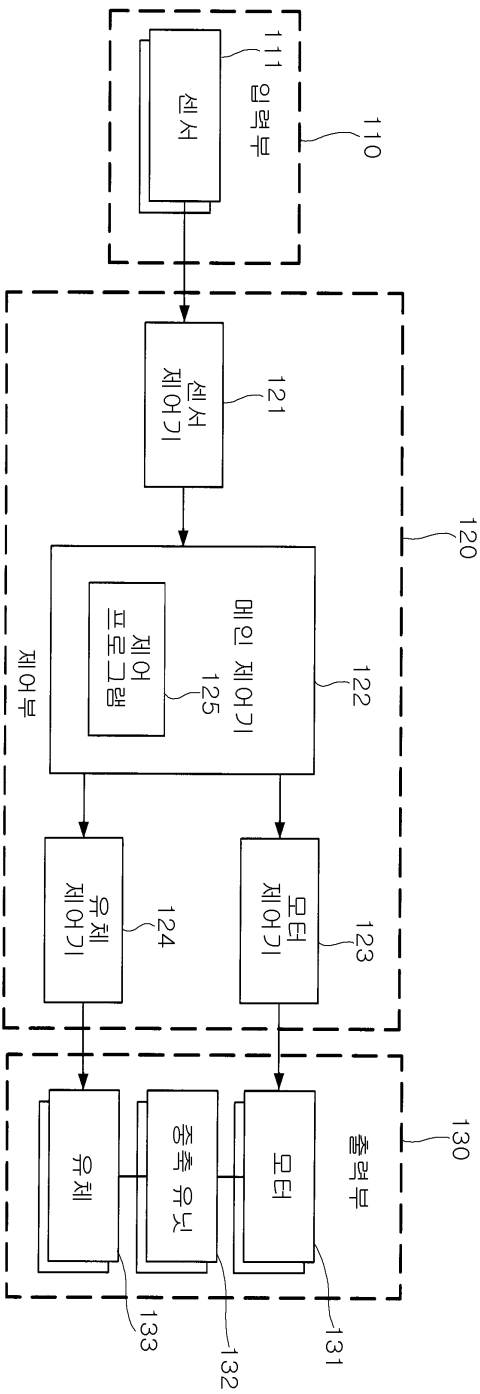 110
입력부
111
센서
120
121
센서
제어기
122
메인 제어기
제어
프로그램
125
제어부
123
모터
제어기
124
유체
제어기
130
출력부
모터
131
중축 유닛
132
유체
133